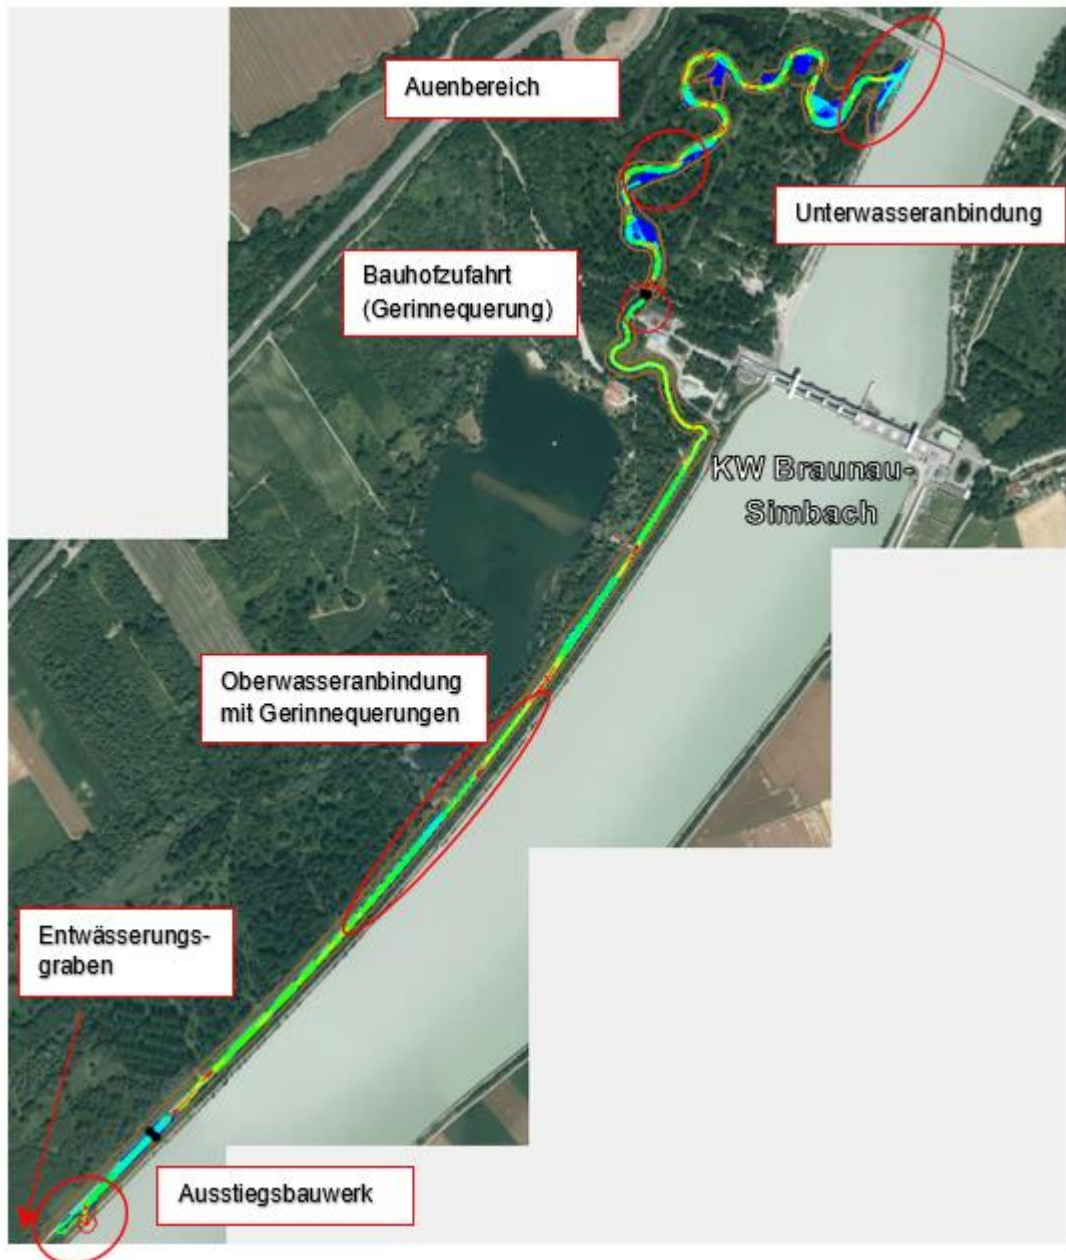 Auenbereich
Unterwasseranbindung
Bauhofzufahrt
(Gerinnequerung)
KW Braunau-
Simbach
Oberwasseranbindung
mit Gerinnequerungen
Entwässerungs-
graben
Ausstiegsbauwerk